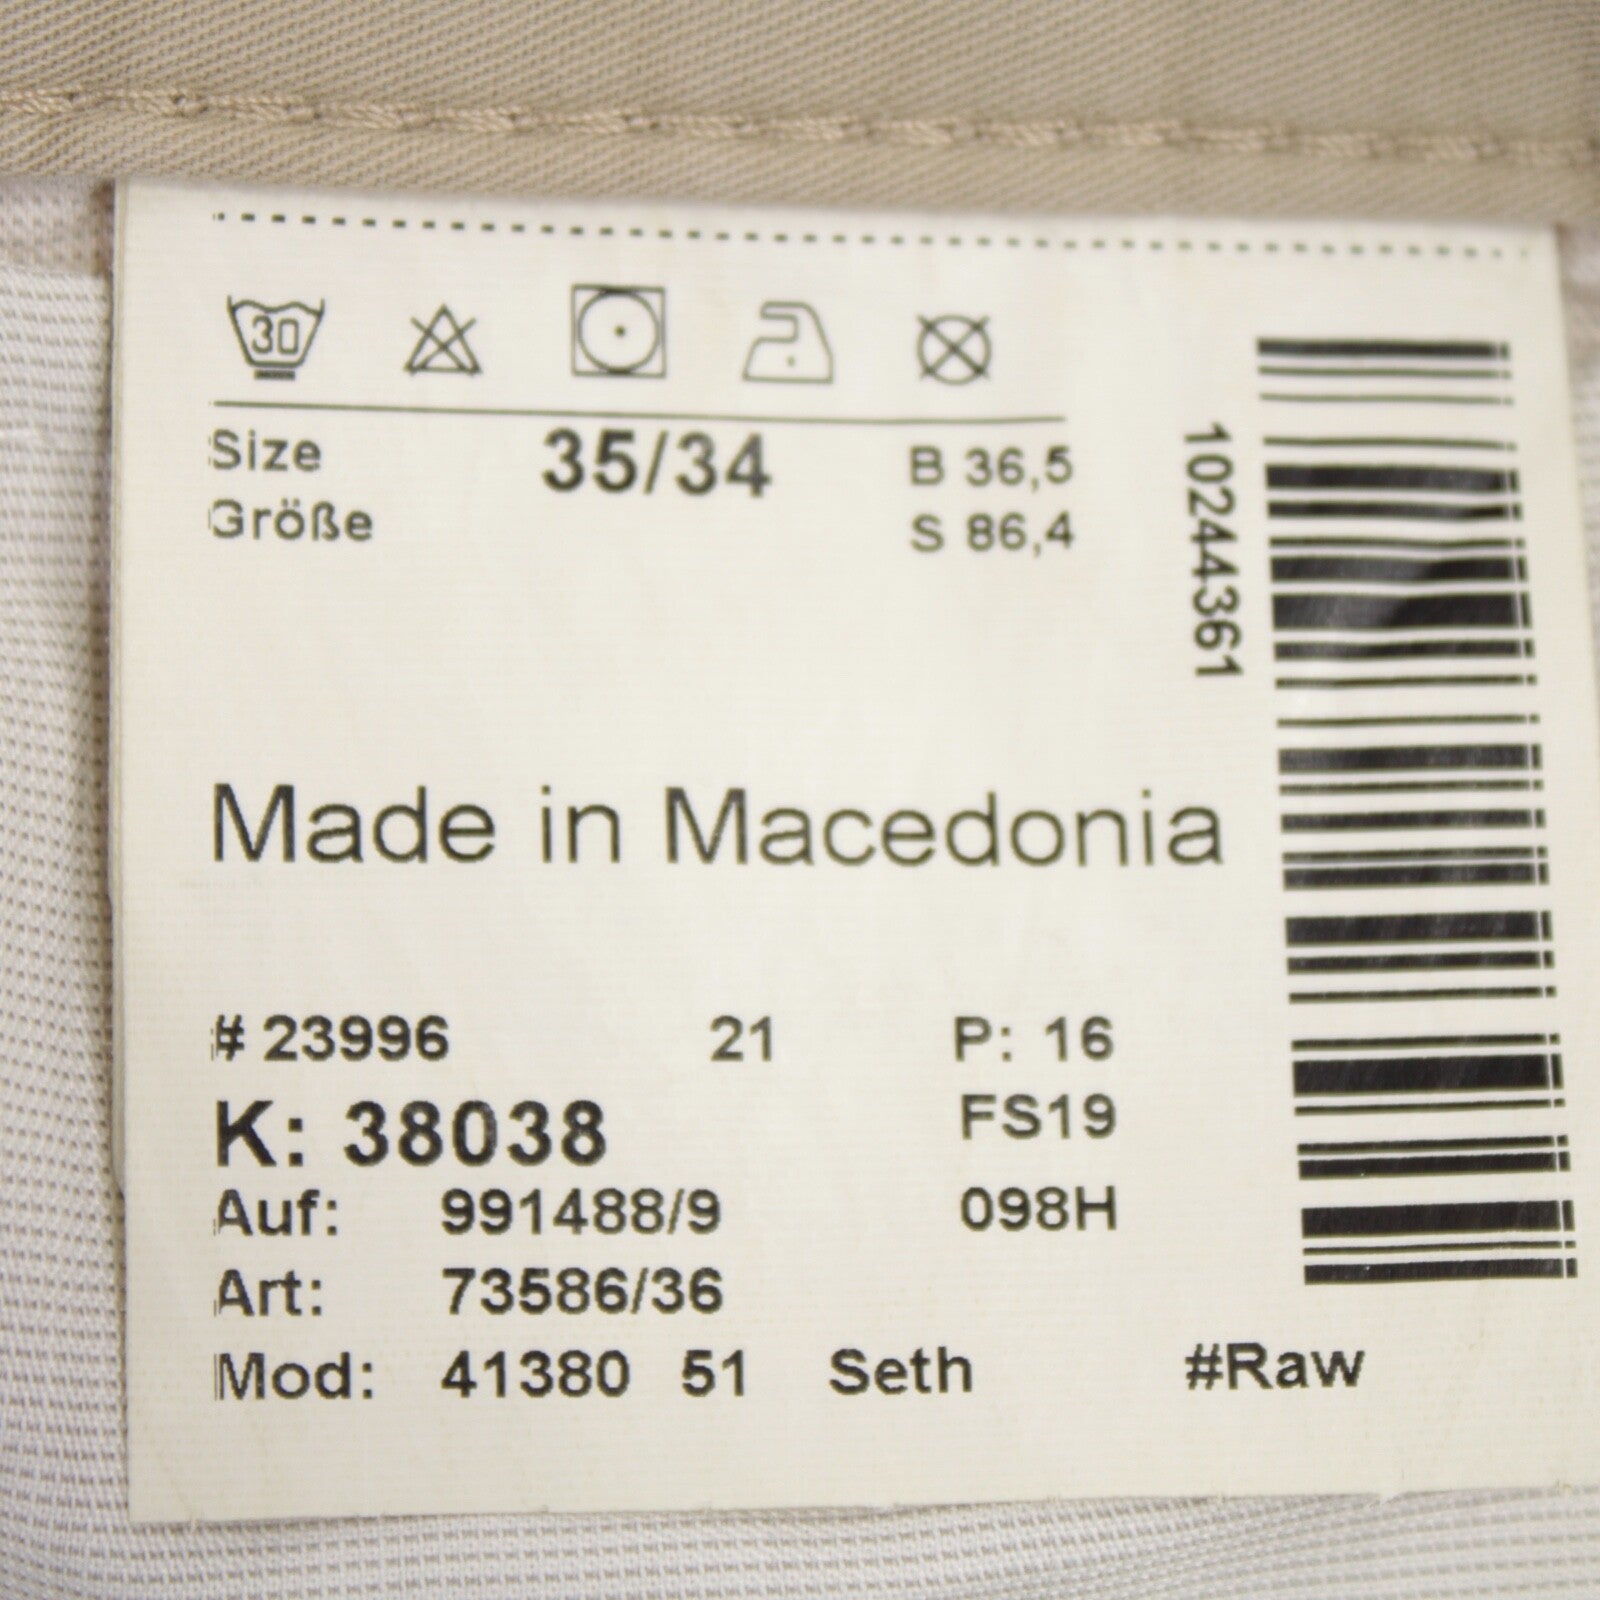 30
Size 35/34 B 36,5
Größe S 86,4
10244361
Made in Macedonia
# 23996 21 P: 16
K: 38038 FS19
Auf: 991488/9 098H
Art: 73586/36
Mod: 41380 51 Seth #Raw